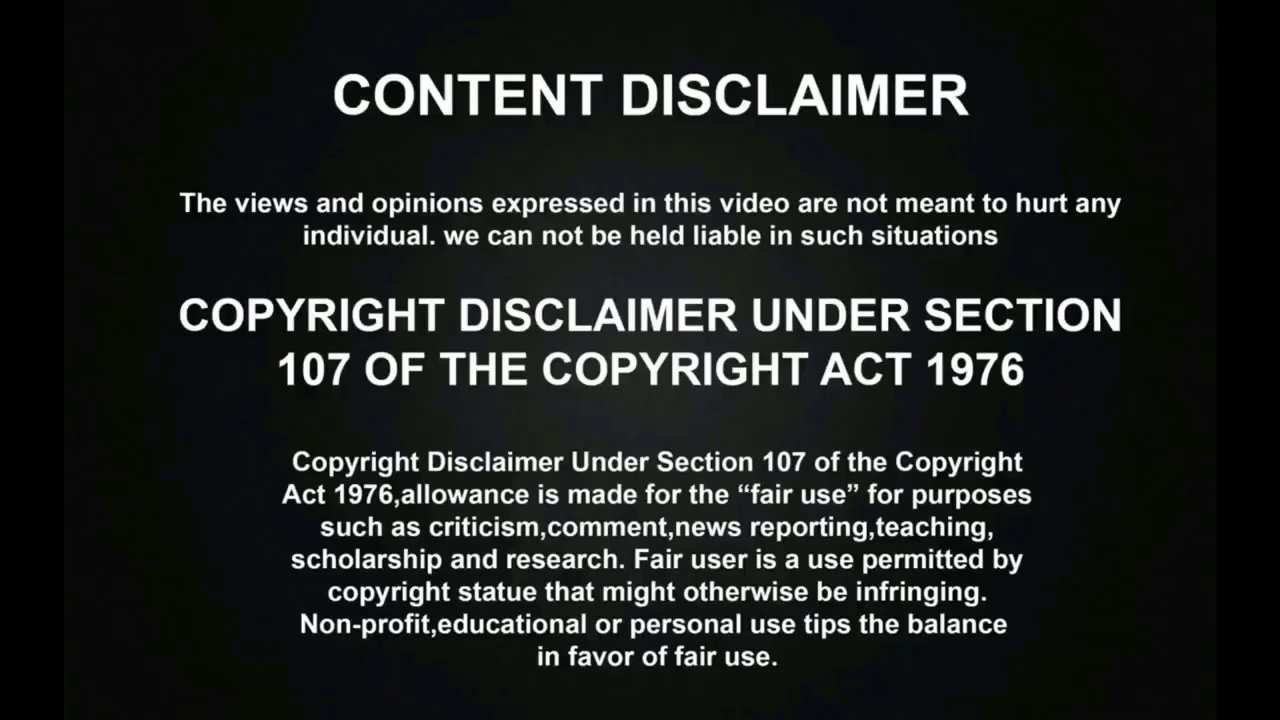 CONTENT DISCLAIMER
The views and opinions expressed in this video are not meant to hurt any
individual. we can not be held liable in such situations
COPYRIGHT DISCLAIMER UNDER SECTION
107 OF THE COPYRIGHT ACT 1976
Copyright Disclaimer Under Section 107 of the Copyright
Act 1976,allowance is made for the “fair use” for purposes
such as criticism,comment,news reporting,teaching,
scholarship and research. Fair user is a use permitted by
copyright statue that might otherwise be infringing.
Non-profit,educational or personal use tips the balance
in favor of fair use.